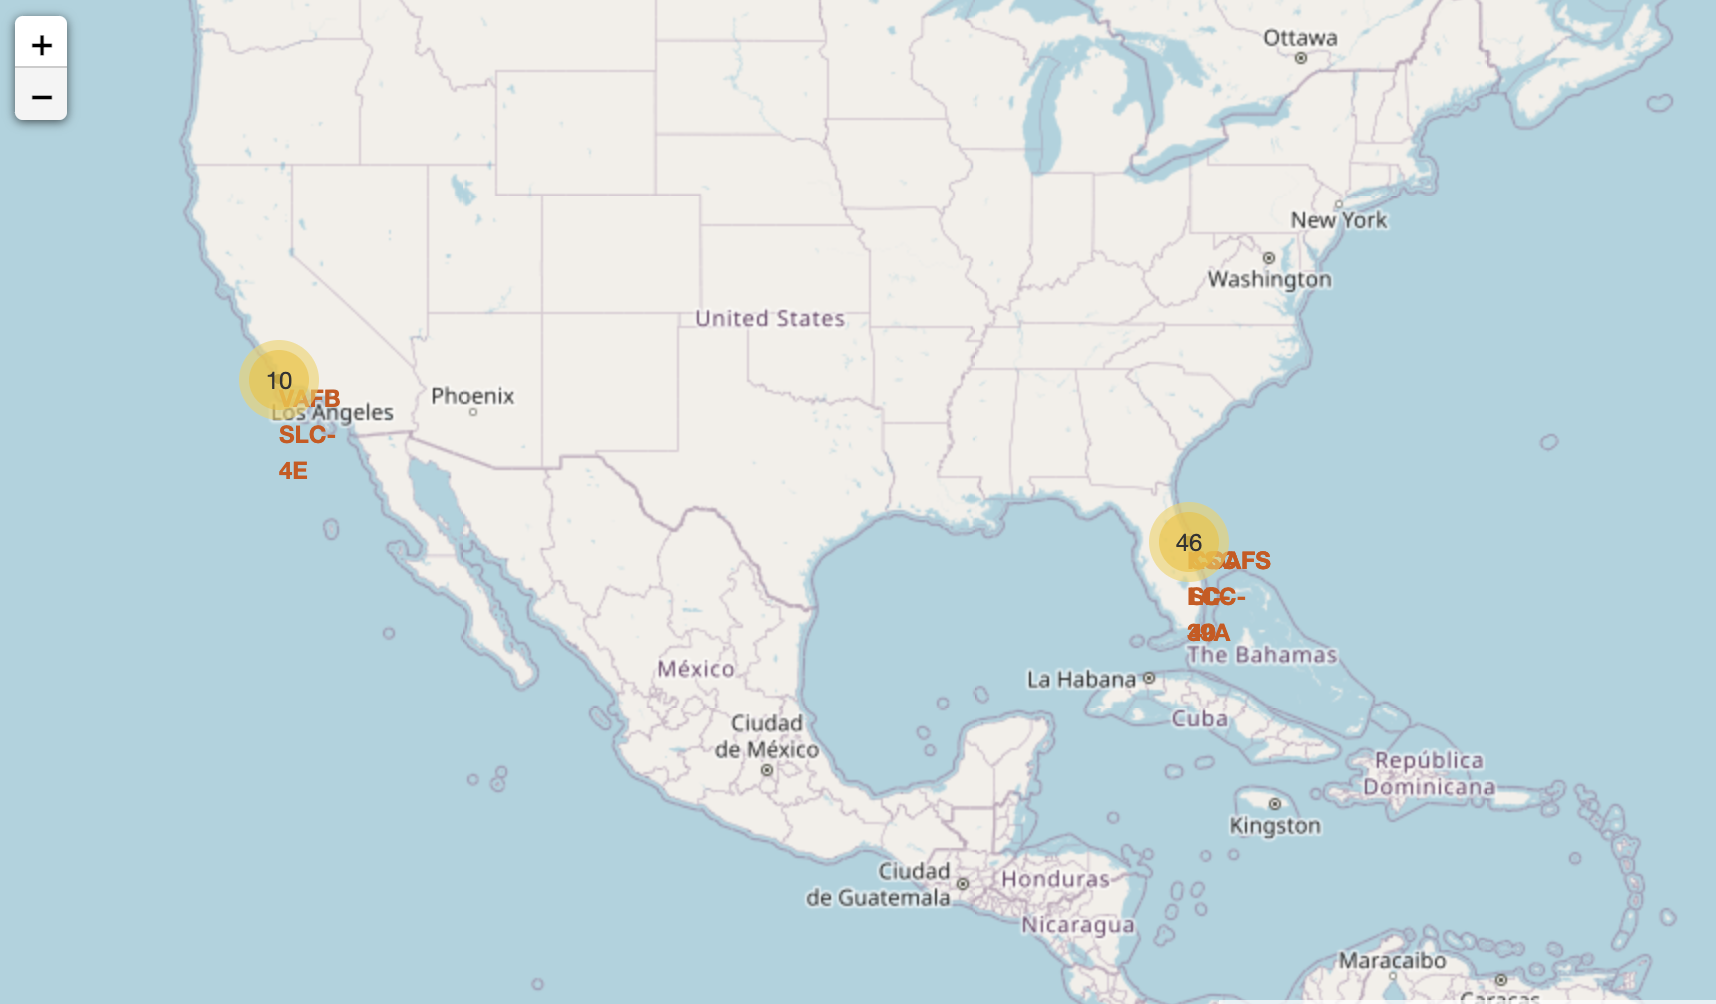 +
−
Ottawa
New York
Washington
United States
10
VAFB
SLC-
4E
Los Angeles
Phoenix
46
The Bahamas
La Habana
Cuba
México
Ciudad
de México
República
Dominicana
Kingston
Ciudad
de Guatemala
Honduras
Nicaragua
Maracaibo
Caracas